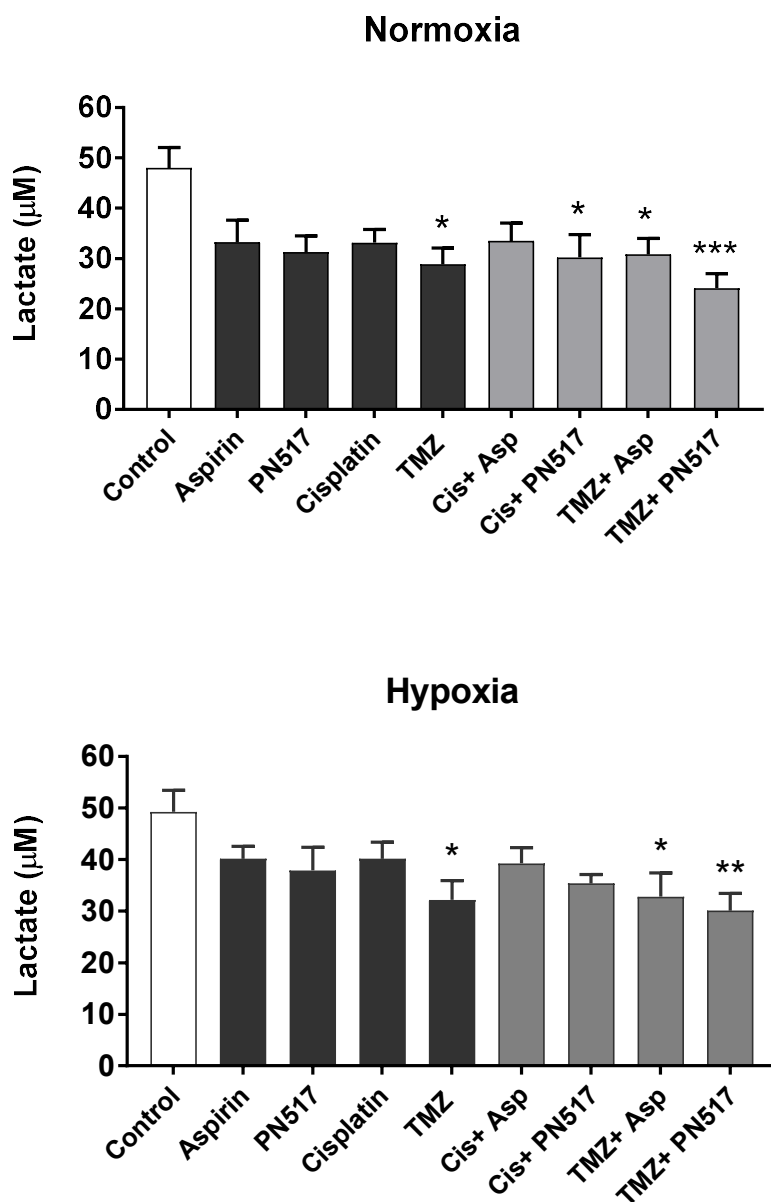 Normoxia
Lactate (μM)
60
50
40
30
20
10
0
*
*
*
***
Control
Aspirin
PN517
Cisplatin
TMZ
Cis+ Asp
Cis+ PN517
TMZ+ Asp
TMZ+ PN517
Hypoxia
Lactate (μM)
60
50
40
30
20
10
0
*
*
**
Control
Aspirin
PN517
Cisplatin
TMZ
Cis+ Asp
Cis+ PN517
TMZ+ Asp
TMZ+ PN517